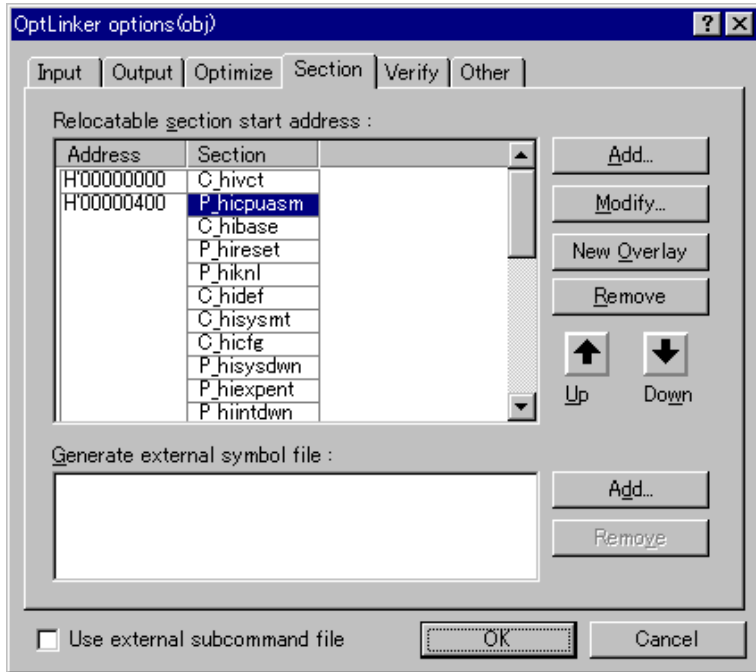 OptLinker options(obj)
Input Output Optimize Section Verify Other
Relocatable section start address :
Address Section
H'00000000 C_hivct
H'00000400 P_hicpuasm
C_hibase
P_hireset
P_hiknl
C_hidef
C_hisysmt
C_hicfg
P_hisysdwn
P_hiexpent
P_hiintdwn
Add...
Modify...
New Overlay
Remove
Up Down
Generate external symbol file :
Add...
Remove
Use external subcommand file
OK Cancel